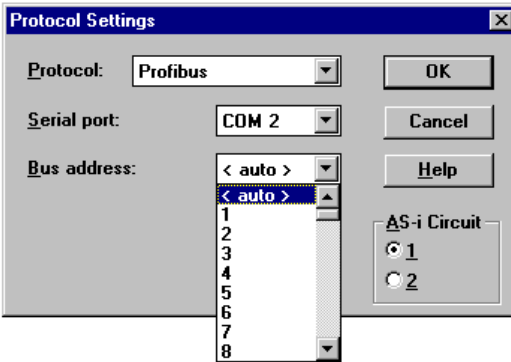 Protocol Settings
Protocol: Profibus
OK
Serial port: COM 2
Cancel
Bus address: < auto >
Help
< auto >
1
2
3
4
5
6
7
8
AS-i Circuit
1
2